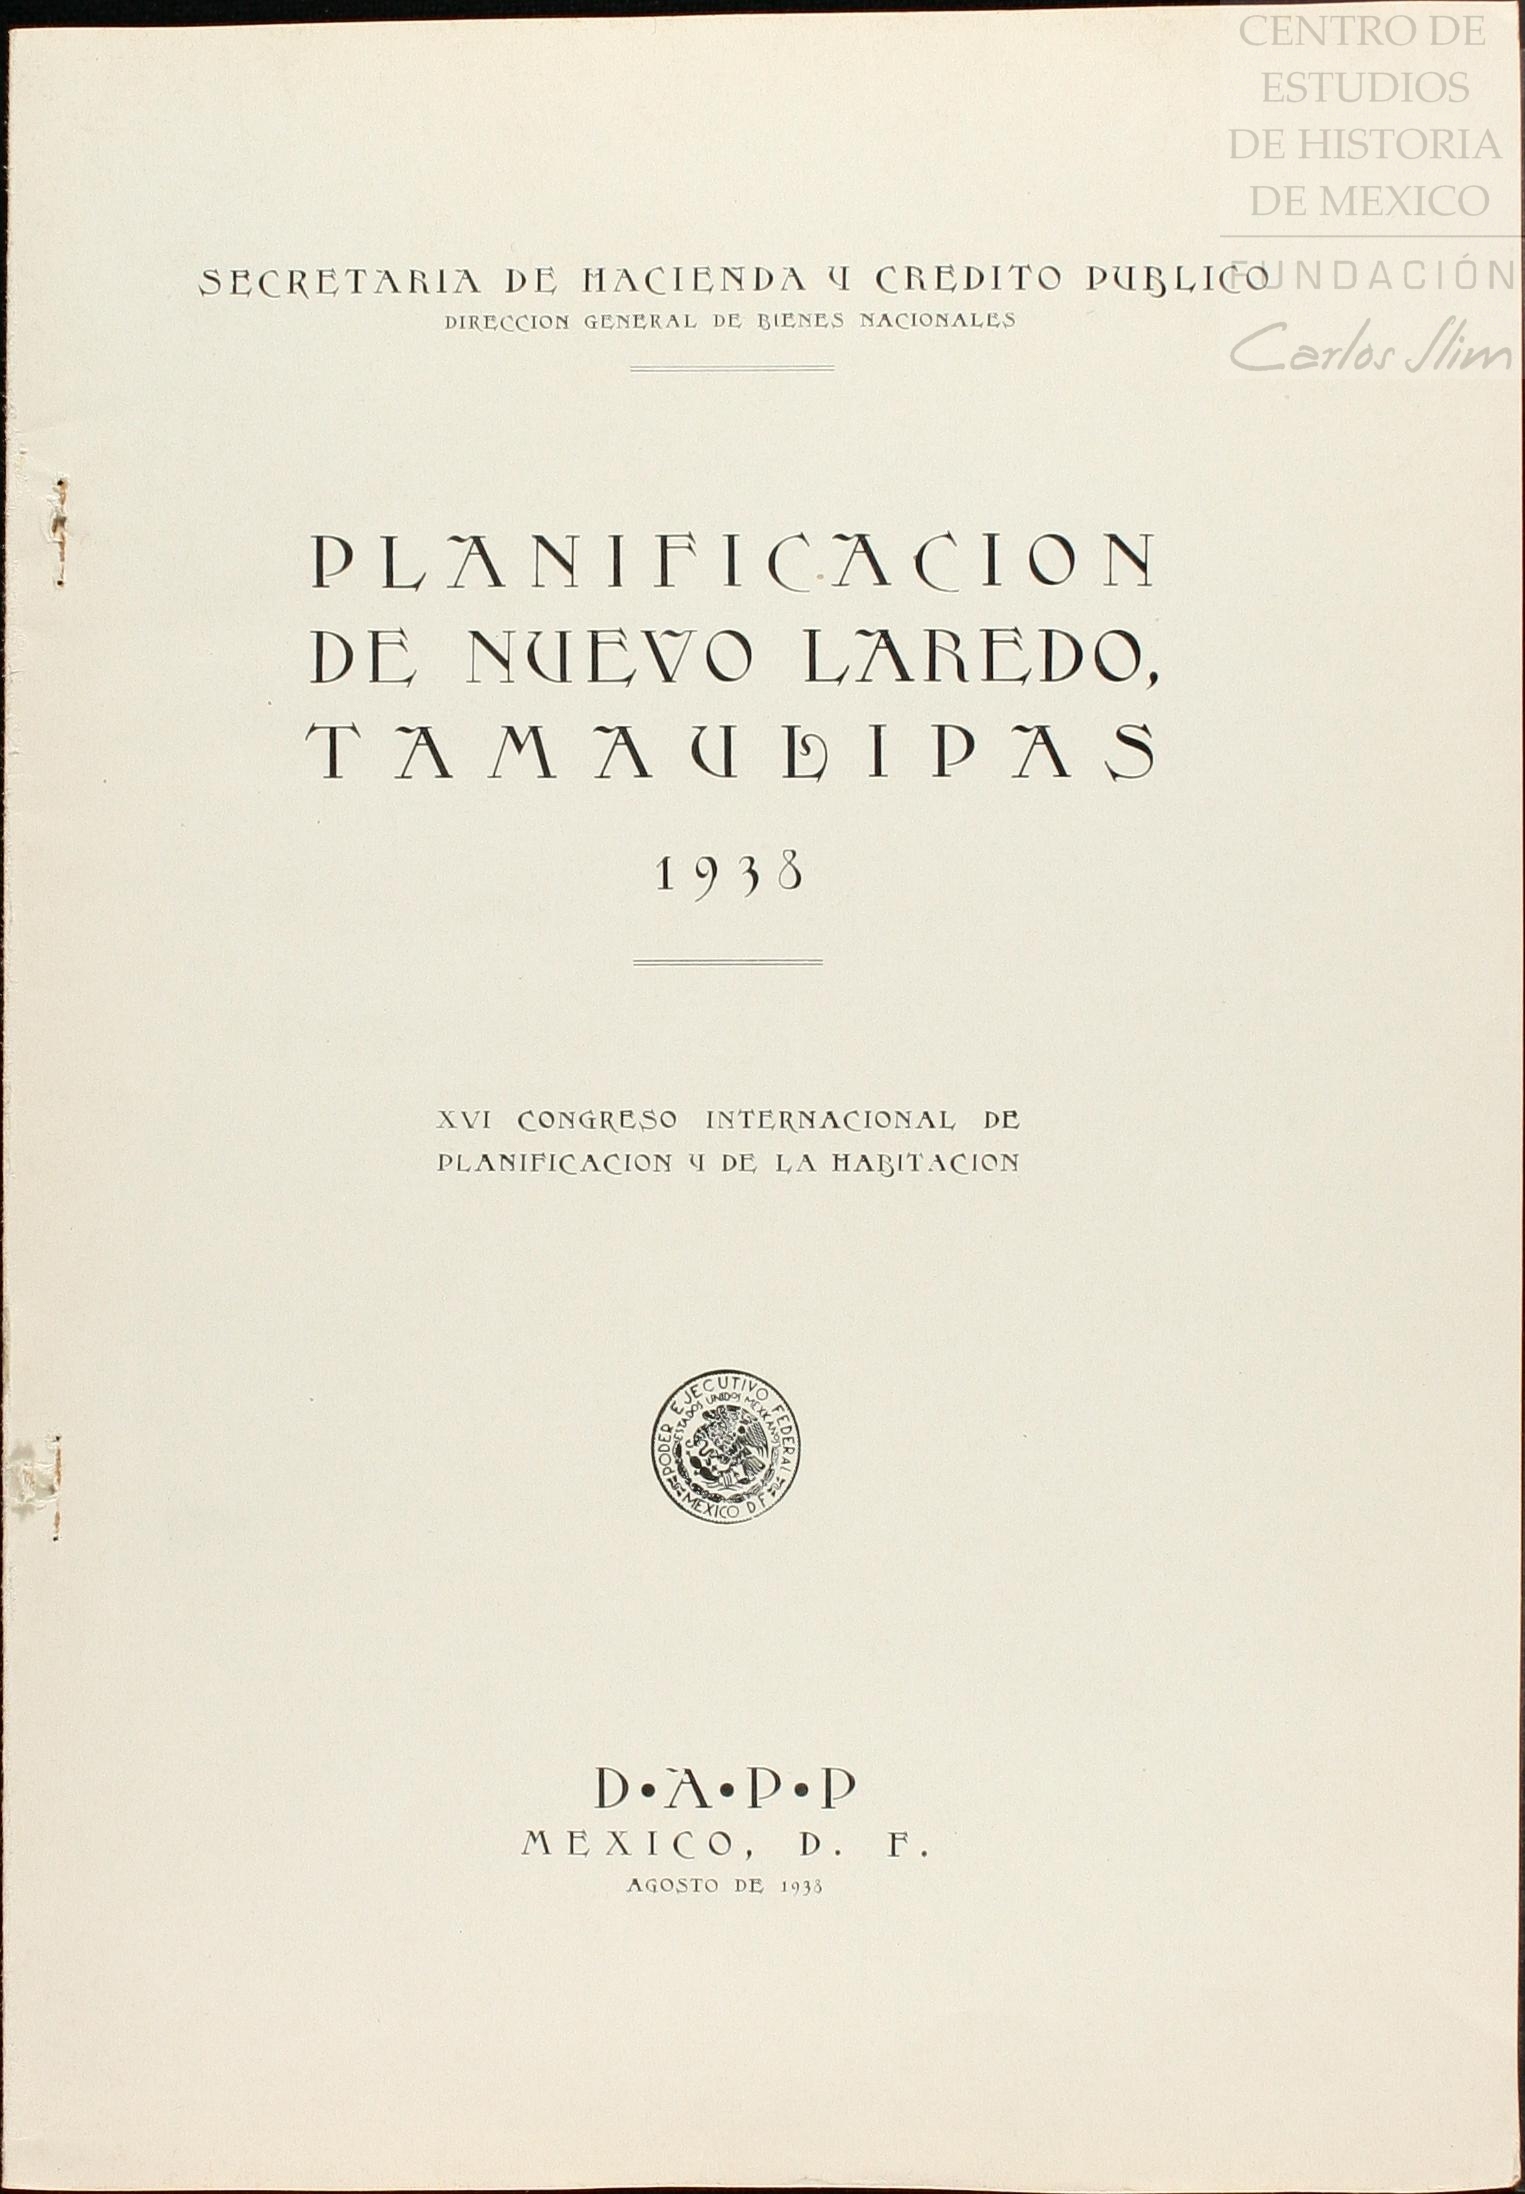 CENTRO DE
ESTUDIOS
DE HISTORIA
DE MEXICO
FUNDACIÓN
Carlos Slim
SECRETARIA DE HACIENDA Y CREDITO PUBLICO
DIRECCION GENERAL DE BIENES NACIONALES
PLANIFICACION
DE NUEVO LAREDO,
TAMAULIPAS
1938
XVI CONGRESO INTERNACIONAL DE
PLANIFICACION Y DE LA HABITACION
PODER EJECUTIVO FEDERAL
ESTADOS UNIDOS MEXICANOS
MEXICO D F
D•A•P•P
MEXICO, D. F.
AGOSTO DE 1938